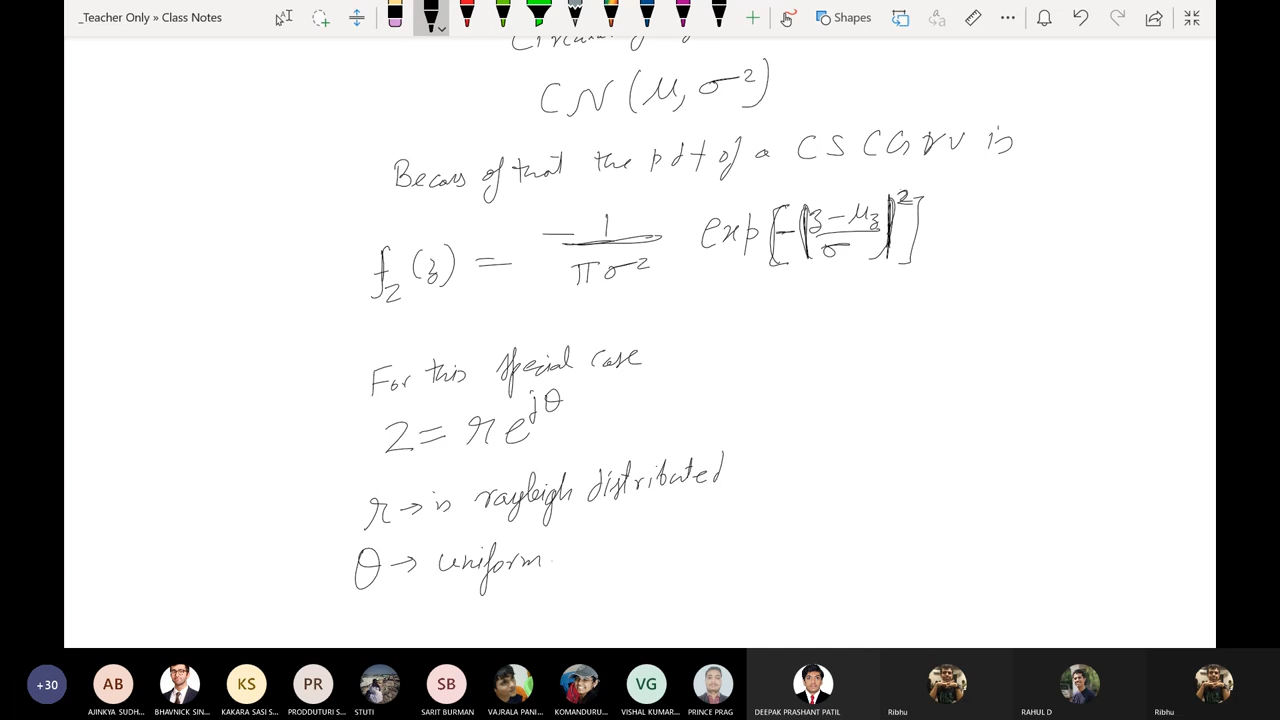 _Teacher Only » Class Notes
Shapes
CN(μ, σ²)
Becaus of that the pdf of a CSCG RV is
f_Z(z) = 1/πσ² exp[-|z-μ_z/σ|²]
For this special case
Z = r e^{jθ}
r → is rayleigh distributed
θ → uniform
+30
AB
KS
PR
SB
VG
AJINKYA SUDH...
BHAVNICK SIN...
KAKARA SASI S...
PRODDUTURI S...
STUTI
SARIT BURMAN
VAJRALA PANI...
KOMANDURU...
VISHAL KUMAR...
PRINCE PRAG
DEEPAK PRASHANT PATIL
Ribhu
RAHUL D
Ribhu